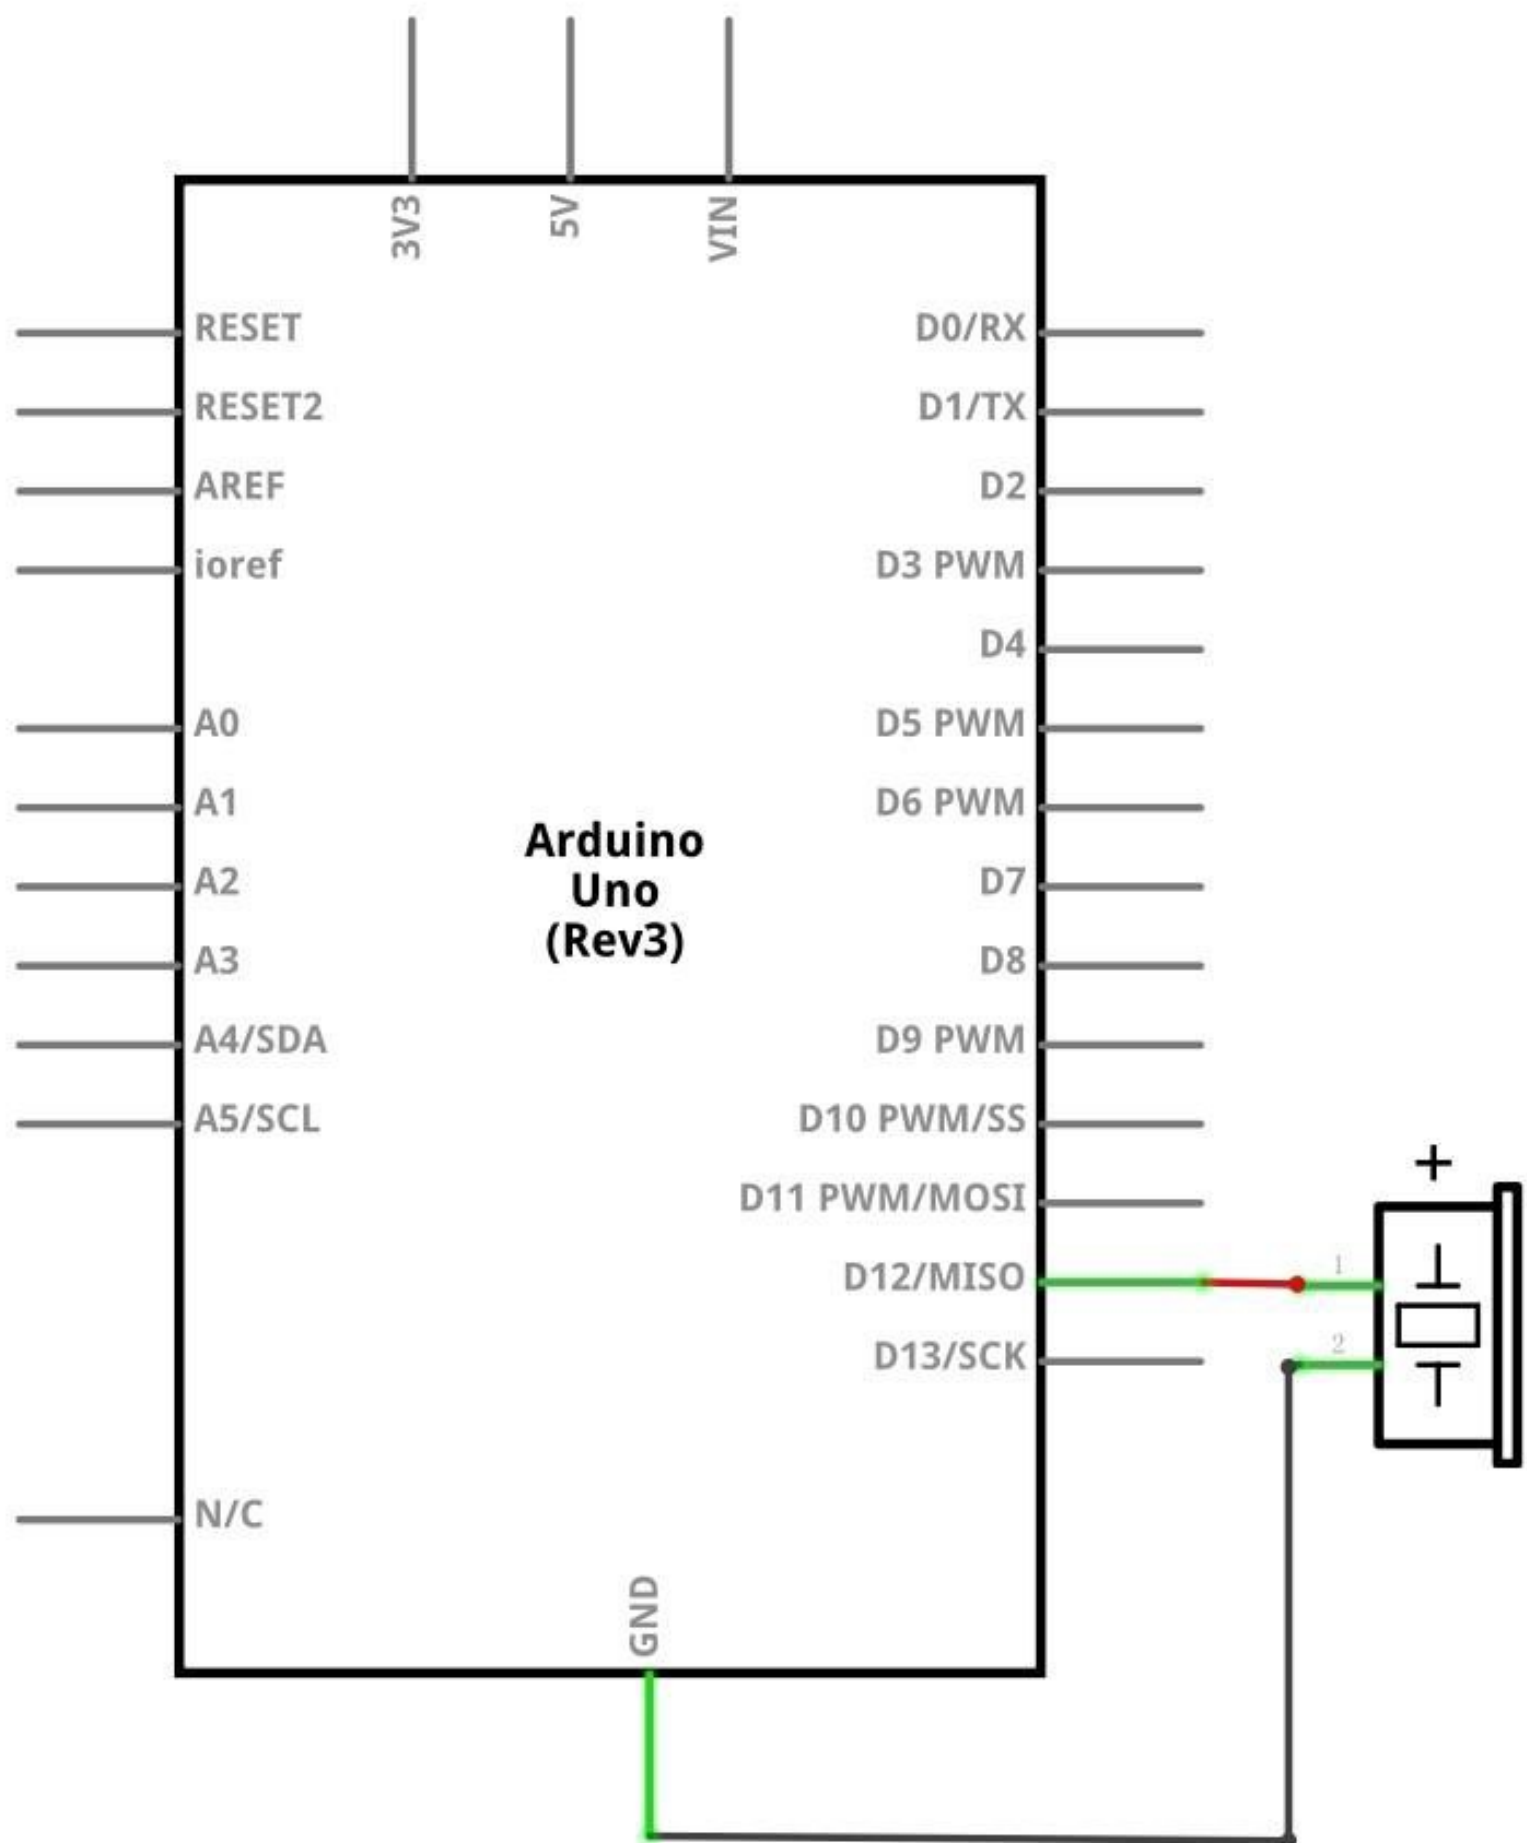 3V3
5V
VIN
RESET
RESET2
AREF
ioref
A0
A1
A2
A3
A4/SDA
A5/SCL
N/C
Arduino
Uno
(Rev3)
D0/RX
D1/TX
D2
D3 PWM
D4
D5 PWM
D6 PWM
D7
D8
D9 PWM
D10 PWM/SS
D11 PWM/MOSI
D12/MISO
D13/SCK
GND
+
1
2